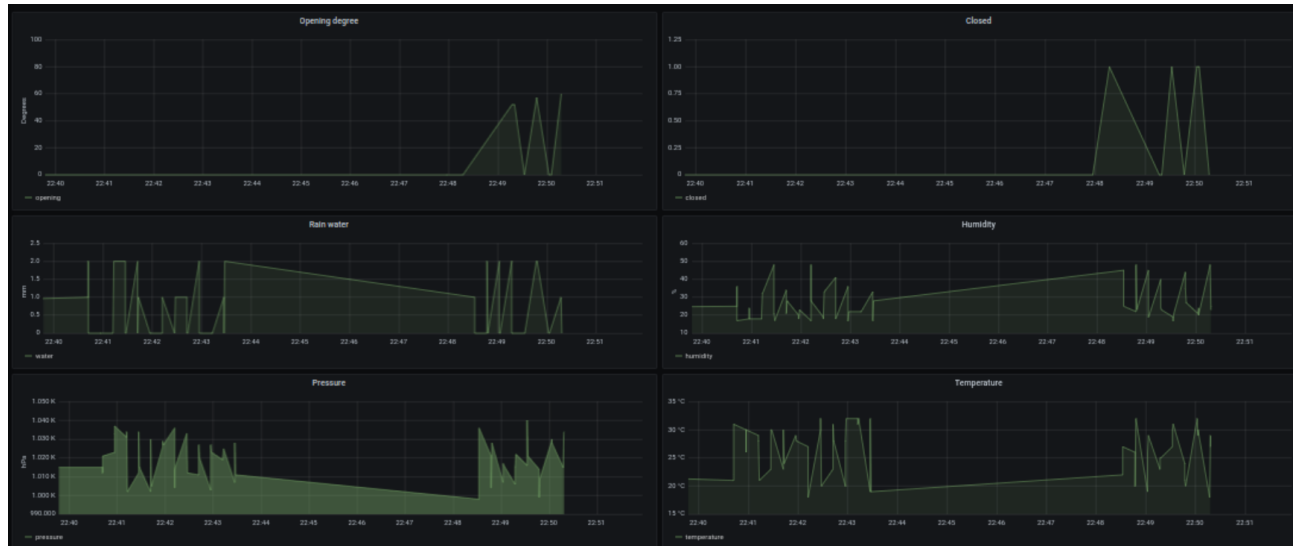 Opening degree
100
80
60
40
20
0
Degrees
22:40 22:41 22:42 22:43 22:44 22:45 22:46 22:47 22:48 22:49 22:50 22:51
opening
Closed
1.25
1.00
0.75
0.50
0.25
0
22:40 22:41 22:42 22:43 22:44 22:45 22:46 22:47 22:48 22:49 22:50 22:51
closed
Rain water
2.5
2.0
1.5
1.0
0.5
0
mm
22:40 22:41 22:42 22:43 22:44 22:45 22:46 22:47 22:48 22:49 22:50 22:51
water
Humidity
60
50
40
30
20
10
%
22:40 22:41 22:42 22:43 22:44 22:45 22:46 22:47 22:48 22:49 22:50 22:51
humidity
Pressure
1.050 K
1.040 K
1.030 K
1.020 K
1.010 K
1.000 K
990.000
hPa
22:40 22:41 22:42 22:43 22:44 22:45 22:46 22:47 22:48 22:49 22:50 22:51
pressure
Temperature
35 °C
30 °C
25 °C
20 °C
15 °C
22:40 22:41 22:42 22:43 22:44 22:45 22:46 22:47 22:48 22:49 22:50 22:51
temperature